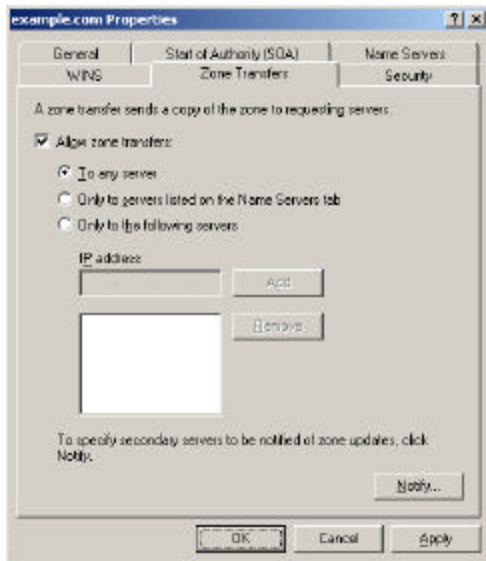 example.com Properties
General
Start of Authority (SOA)
Name Servers
WINS
Zone Transfers
Security
A zone transfer sends a copy of the zone to requesting servers.
Allow zone transfers:
To any server
Only to servers listed on the Name Servers tab
Only to the following servers
IP address:
Add
Remove
To specify secondary servers to be notified of zone updates, click
Notify.
Notify...
OK
Cancel
Apply